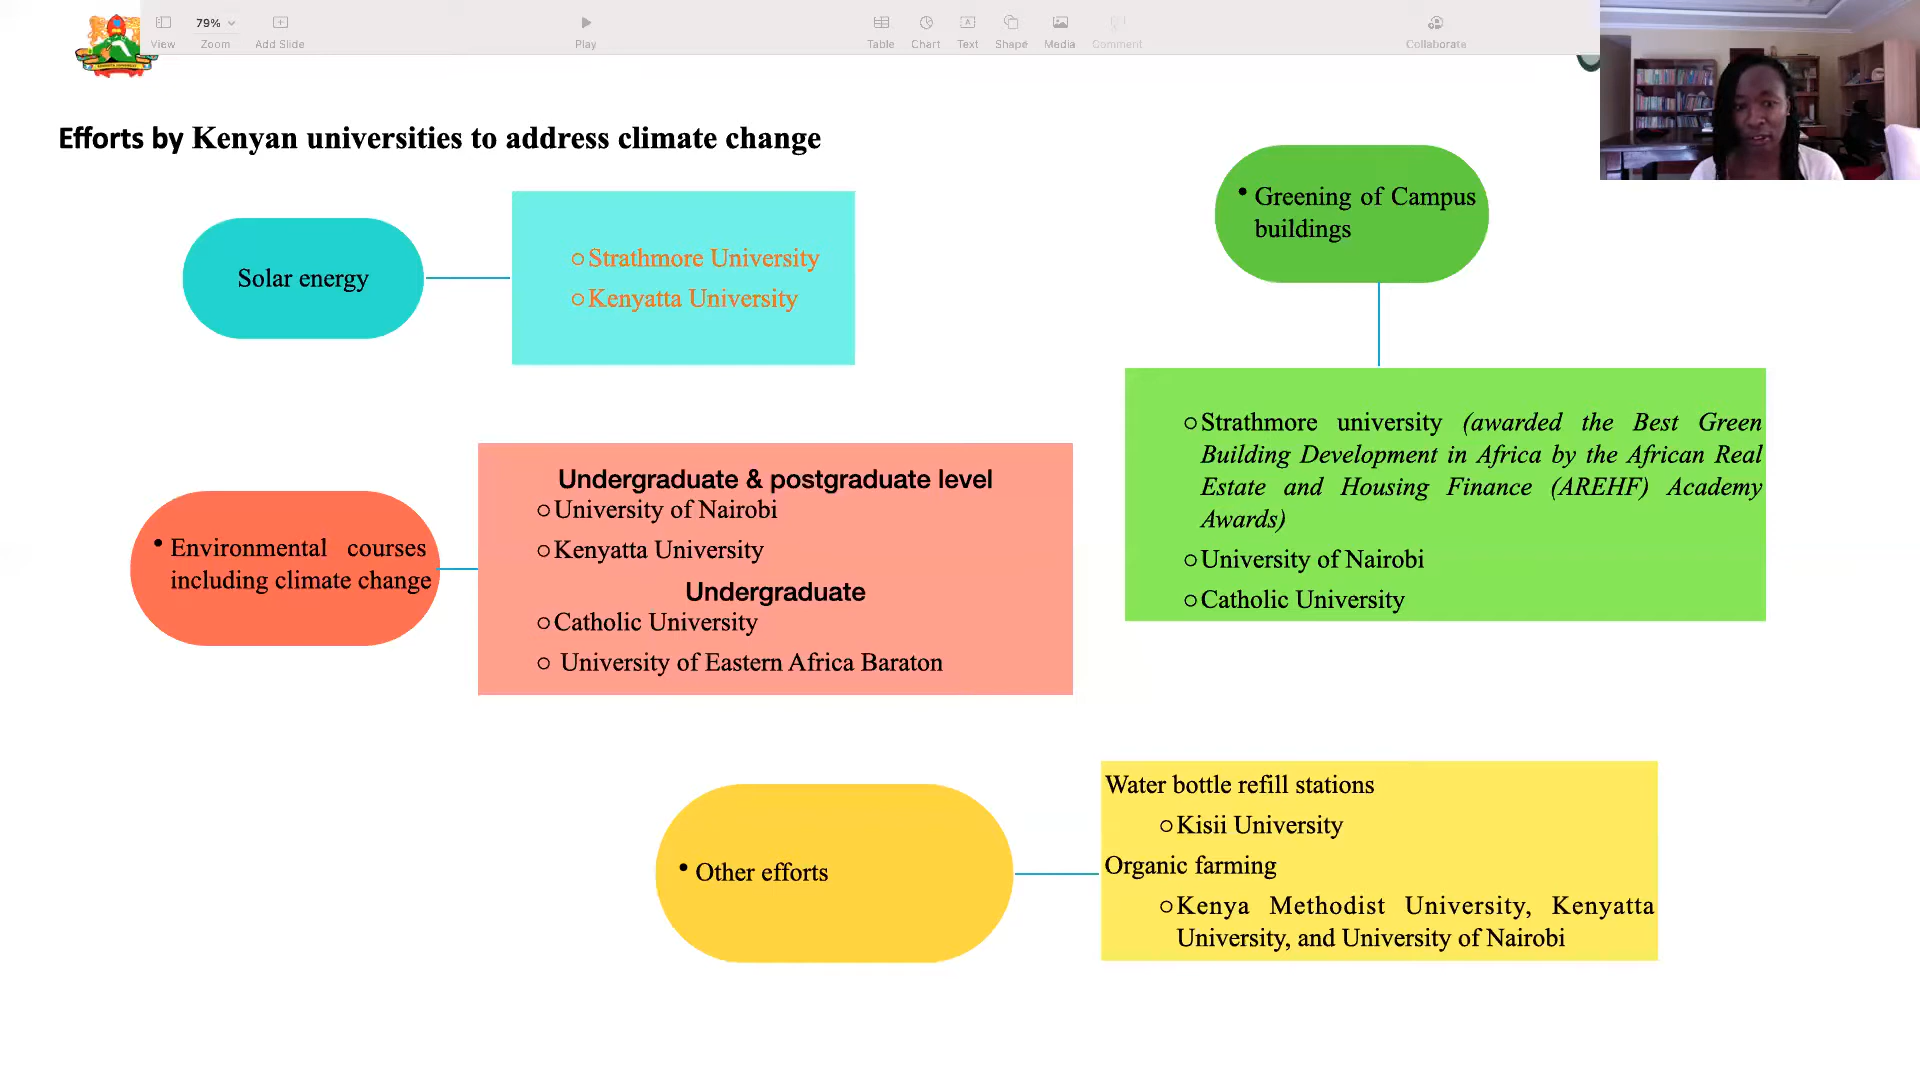 79%
View
Zoom
Add Slide
Play
Table
Chart
Text
Shape
Media
Comment
Collaborate
Efforts by Kenyan universities to address climate change
Solar energy
○Strathmore University
○Kenyatta University
• Greening of Campus
buildings
○Strathmore university (awarded the Best Green
Building Development in Africa by the African Real
Estate and Housing Finance (AREHF) Academy
Awards)
○University of Nairobi
○Catholic University
• Environmental courses
including climate change
Undergraduate & postgraduate level
○University of Nairobi
○Kenyatta University
Undergraduate
○Catholic University
○ University of Eastern Africa Baraton
• Other efforts
Water bottle refill stations
○Kisii University
Organic farming
○Kenya Methodist University, Kenyatta
University, and University of Nairobi